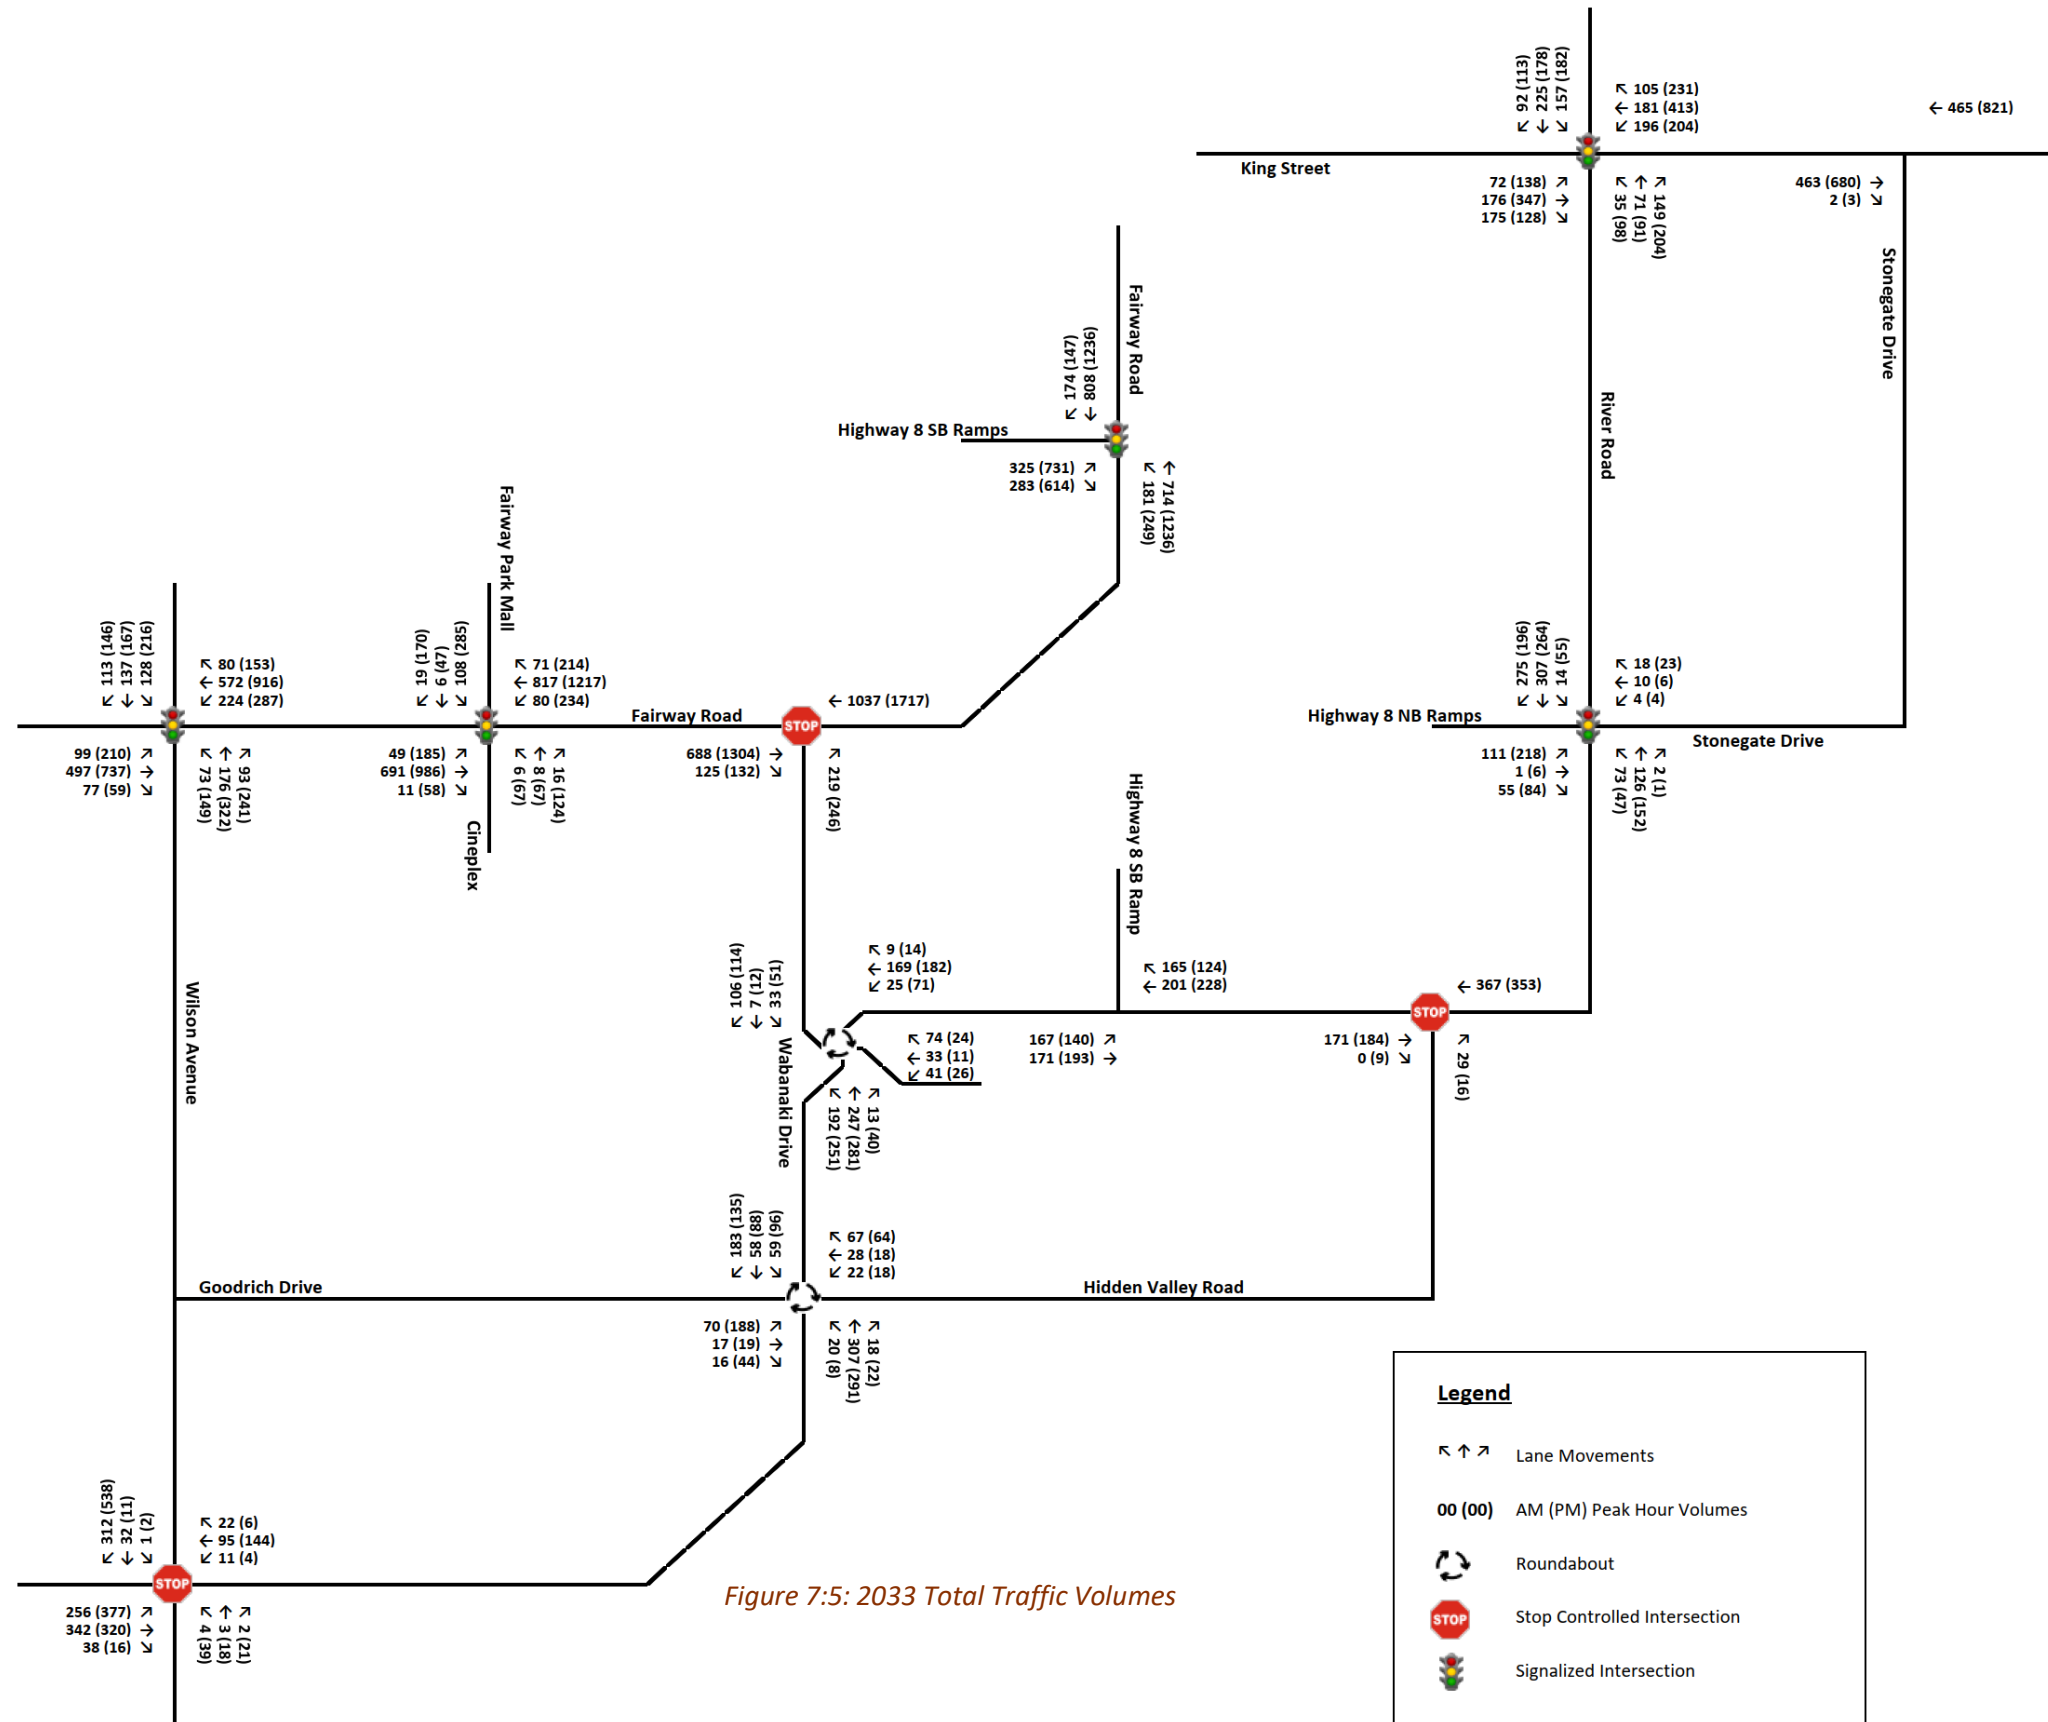 92 (113)
225 (178)
157 (182)
↖ 105 (231)
← 181 (413)
↙ 196 (204)
← 465 (821)
King Street
72 (138) ↗
176 (347) →
175 (128) ↘
35 (98)
71 (91)
149 (204)
463 (680) →
2 (3) ↘
Stonegate Drive
Fairway Road
174 (147)
808 (1236)
River Road
Highway 8 SB Ramps
325 (731) ↗
283 (614) ↘
181 (249)
714 (1236)
Fairway Park Mall
113 (146)
137 (167)
128 (216)
↖ 80 (153)
← 572 (916)
↙ 224 (287)
19 (170)
6 (47)
108 (285)
↖ 71 (214)
← 817 (1217)
↙ 80 (234)
Fairway Road
STOP
← 1037 (1717)
275 (196)
307 (264)
14 (55)
↖ 18 (23)
← 10 (6)
↙ 4 (4)
Highway 8 NB Ramps
Stonegate Drive
99 (210) ↗
497 (737) →
77 (59) ↘
73 (149)
176 (322)
93 (241)
49 (185) ↗
691 (986) →
11 (58) ↘
6 (67)
8 (67)
16 (124)
688 (1304) →
125 (132) ↘
219 (246)
111 (218) ↗
1 (6) →
55 (84) ↘
73 (47)
126 (152)
2 (1)
Cineplex
Highway 8 SB Ramp
Wilson Avenue
106 (114)
7 (12)
33 (51)
↖ 9 (14)
← 169 (182)
↙ 25 (71)
↖ 165 (124)
← 201 (228)
← 367 (353)
STOP
Wabanaki Drive
↖ 74 (24)
← 33 (11)
↙ 41 (26)
167 (140) ↗
171 (193) →
171 (184) →
0 (9) ↘
29 (16)
192 (251)
247 (281)
13 (40)
183 (135)
58 (88)
59 (96)
↖ 67 (64)
← 28 (18)
↙ 22 (18)
Goodrich Drive
Hidden Valley Road
70 (188) ↗
17 (19) →
16 (44) ↘
20 (8)
307 (291)
18 (22)
312 (538)
32 (11)
1 (2)
↖ 22 (6)
← 95 (144)
↙ 11 (4)
STOP
256 (377) ↗
342 (320) →
38 (16) ↘
4 (39)
3 (18)
2 (21)
Figure 7:5: 2033 Total Traffic Volumes
Legend
↖ ↑ ↗ Lane Movements
00 (00) AM (PM) Peak Hour Volumes
Roundabout
STOP Stop Controlled Intersection
Signalized Intersection